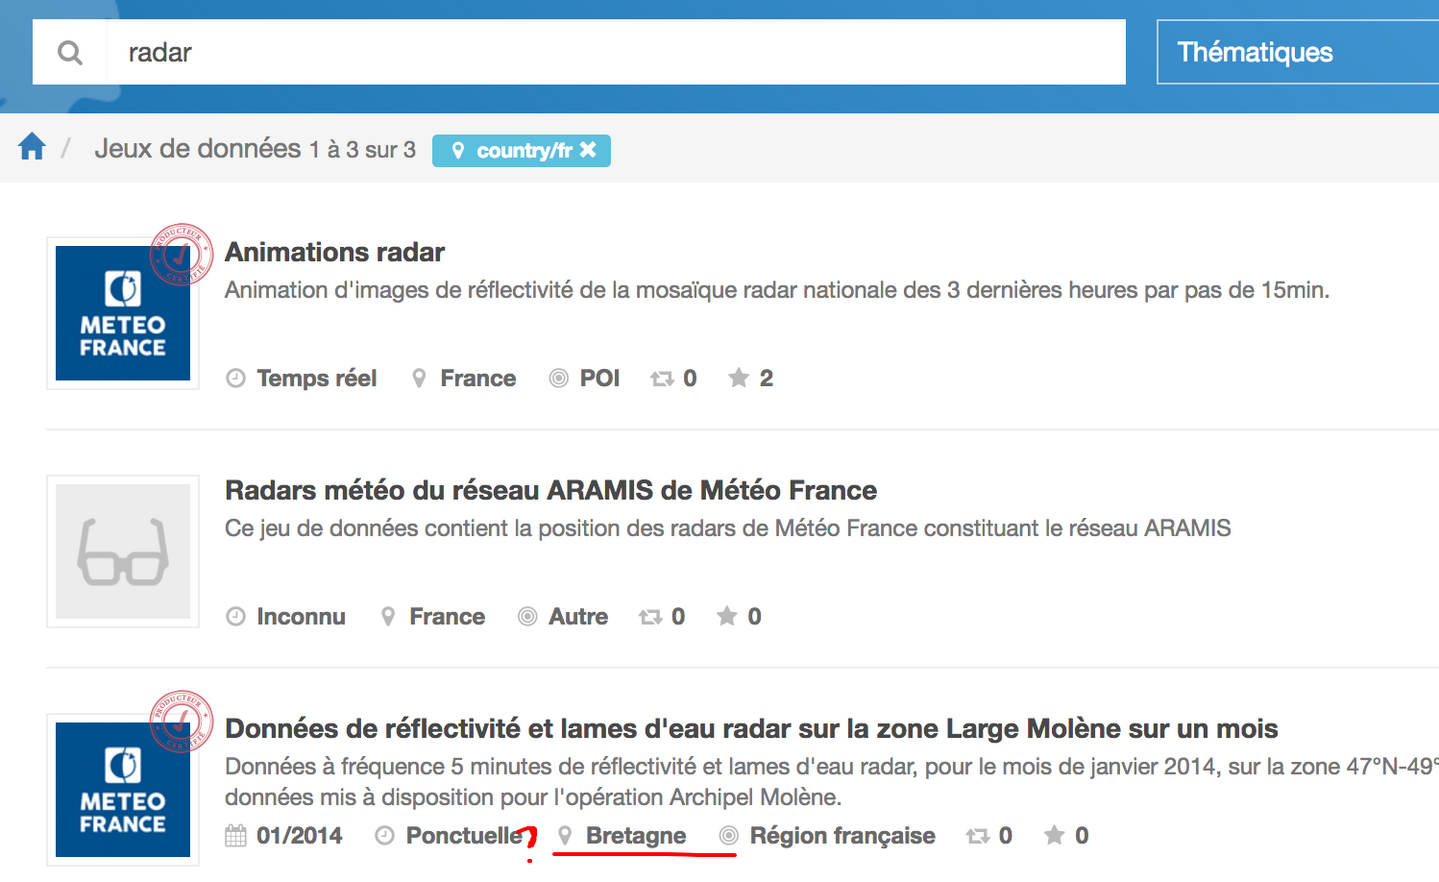 radar
Thématiques
/ Jeux de données 1 à 3 sur 3 country/fr ✖
PRODUCTEUR CERTIFIÉ
METEO
FRANCE
Animations radar
Animation d'images de réflectivité de la mosaïque radar nationale des 3 dernières heures par pas de 15min.
Temps réel France POI 0 2
Radars météo du réseau ARAMIS de Météo France
Ce jeu de données contient la position des radars de Météo France constituant le réseau ARAMIS
Inconnu France Autre 0 0
PRODUCTEUR CERTIFIÉ
METEO
FRANCE
Données de réflectivité et lames d'eau radar sur la zone Large Molène sur un mois
Données à fréquence 5 minutes de réflectivité et lames d'eau radar, pour le mois de janvier 2014, sur la zone 47°N-49°
données mis à disposition pour l'opération Archipel Molène.
01/2014 Ponctuelle ? Bretagne Région française 0 0